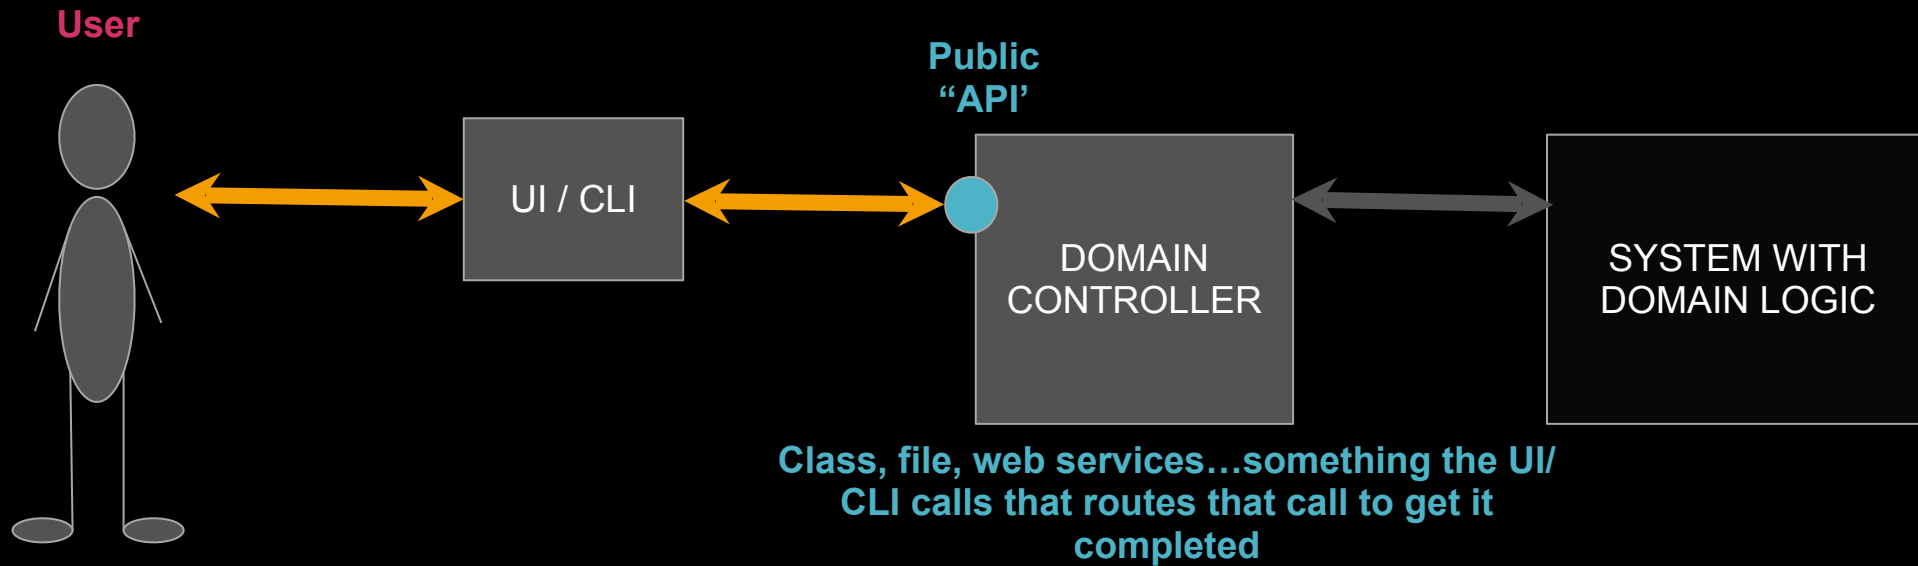 User
UI / CLI
Public
“API’
DOMAIN
CONTROLLER
SYSTEM WITH
DOMAIN LOGIC
Class, file, web services…something the UI/
CLI calls that routes that call to get it
completed